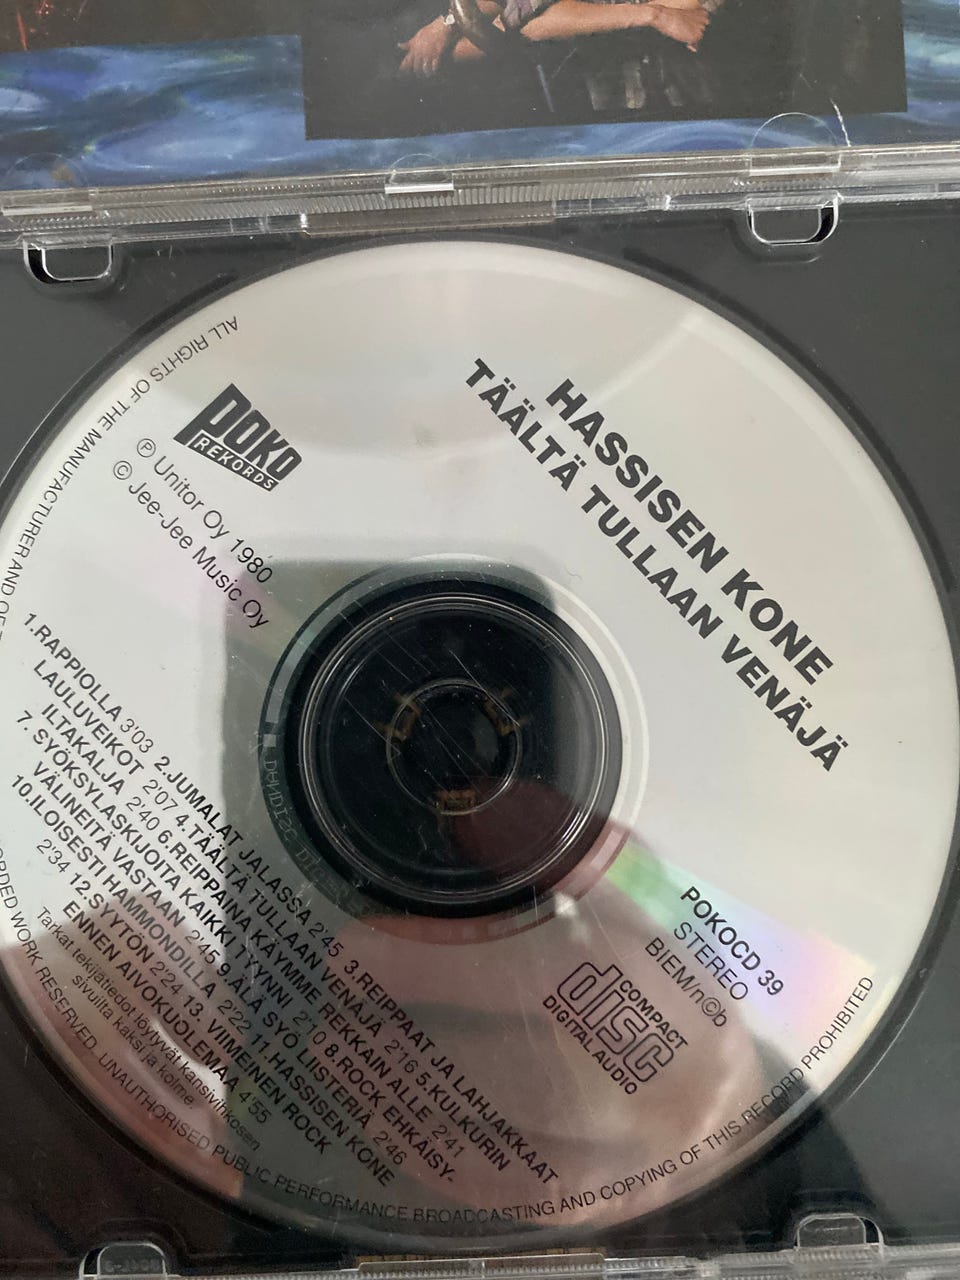 HASSISEN KONE
TÄÄLTÄ TULLAAN VENÄJÄ
POKO
REKORDS
Ⓟ Unitor Oy 1980
© Jee-Jee Music Oy
1.RAPPIOLLA 3'03 2.JUMALAT JALASSA 2'45 3.REIPPAAT JA LAHJAKKAAT
LAULUVEIKOT 2'07 4.TÄÄLTÄ TULLAAN VENÄJÄ 2'16 5.KULKURIN
ILTAKALJA 2'40 6.REIPPAINA KÄYMME REKKAIN ALLE 2'41
7. SYÖKSYLASKIJOITA KAIKKI TYYNNI 2'10 8.ROCK EHKÄISY-
VÄLINEITÄ VASTAAN 2'45 9.ÄLÄ SYÖ LIISTERIÄ 2'46
10.ILOISESTI HAMMONDILLA 2'22 11.HASSISEN KONE
2'34 12.SYYTÖN 2'24 13. VIIMEINEN ROCK
ENNEN AIVOKUOLEMAA 4'55
Tarkat tekijätiedot löytyvät kansivihkosen
sivuilta kaksi ja kolme.
POKOCD 39
STEREO
BIEM/n©b
COMPACT
disc
DIGITAL AUDIO
ALL RIGHTS OF THE MANUFACTURER AND OF
WORK RESERVED. UNAUTHORISED PUBLIC PERFORMANCE BROADCASTING AND COPYING OF THIS RECORD PROHIBITED